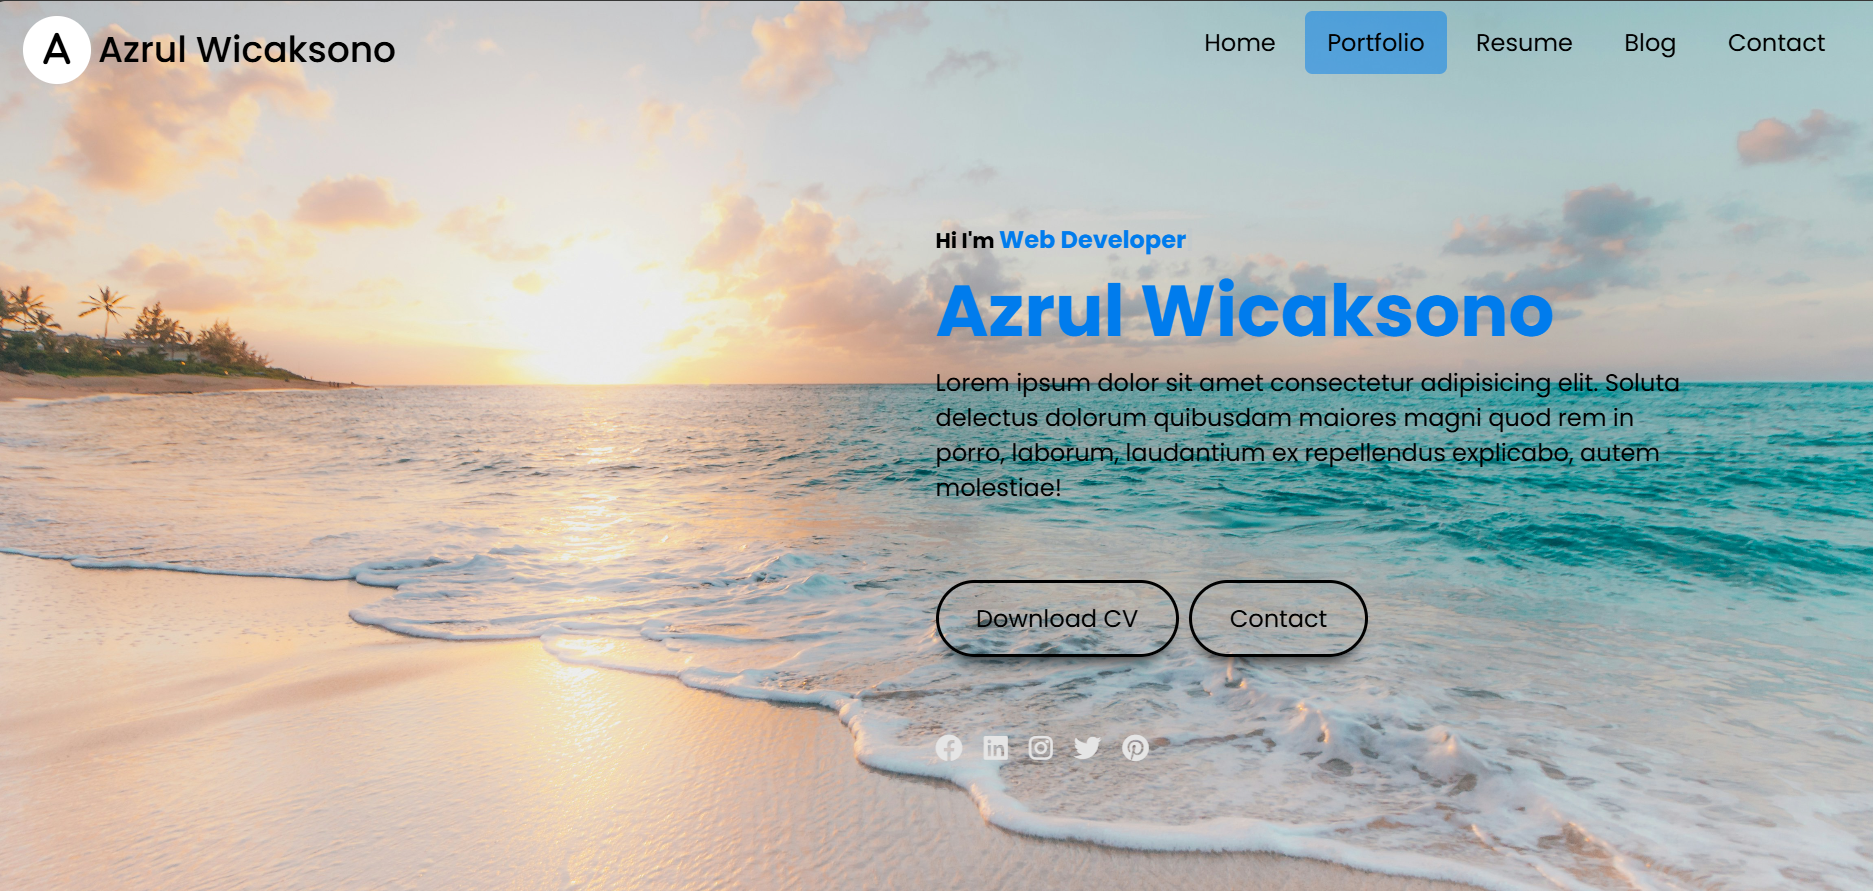 A Azrul Wicaksono
Home Portfolio Resume Blog Contact
Hi I'm Web Developer
Azrul Wicaksono
Lorem ipsum dolor sit amet consectetur adipisicing elit. Soluta
delectus dolorum quibusdam maiores magni quod rem in
porro, laborum, laudantium ex repellendus explicabo, autem
molestiae!
Download CV Contact